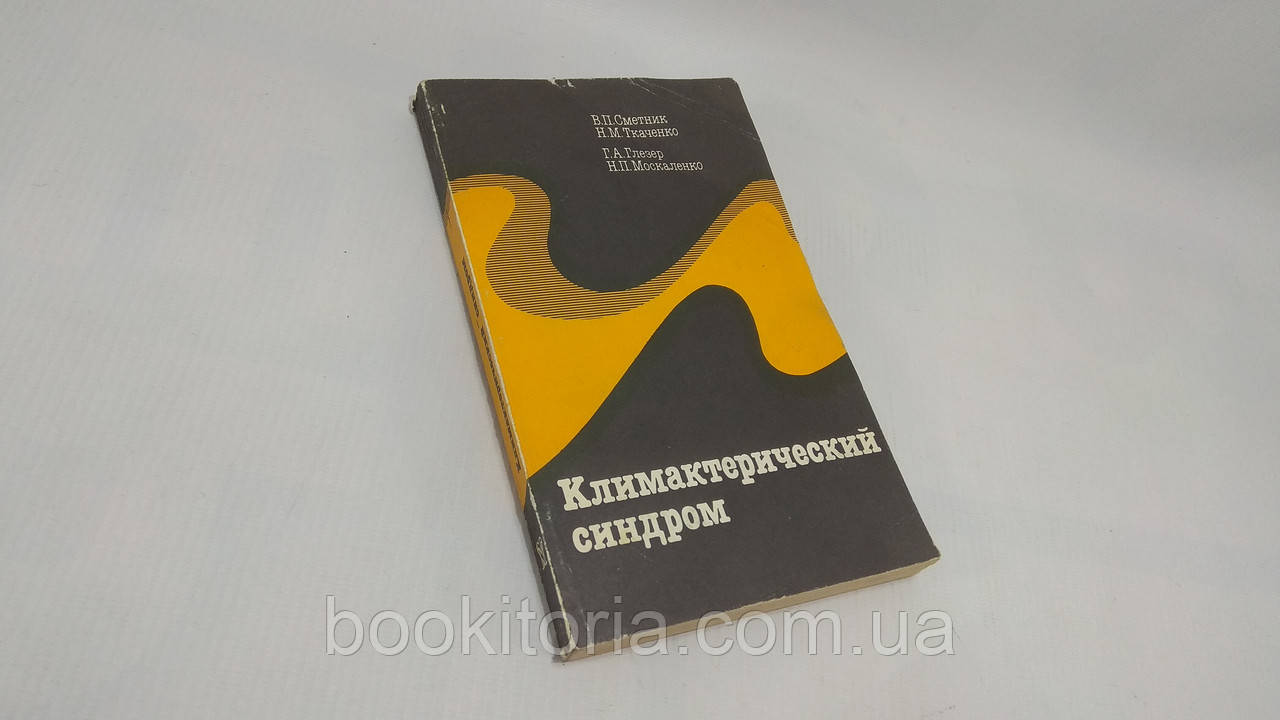 В.П.Сметник
Н.М.Ткаченко
Г.А.Глезер
Н.П.Москаленко
Климактерический
синдром
bookitoria.com.ua